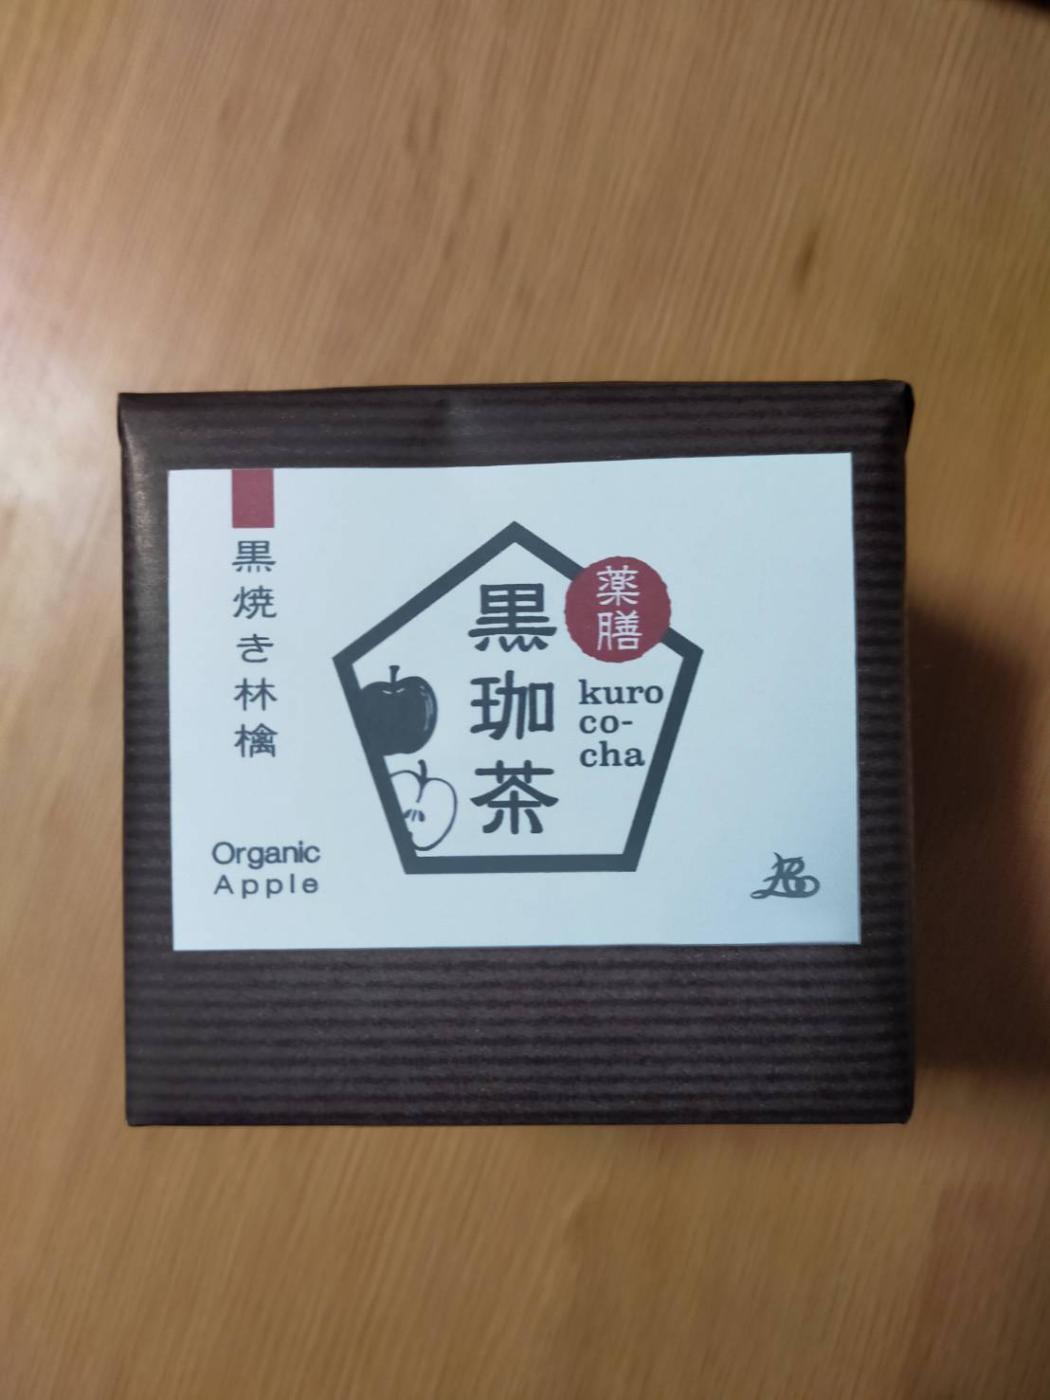 黒焼き林檎
Organic
Apple
黒珈茶
薬膳
kuro
co-
cha